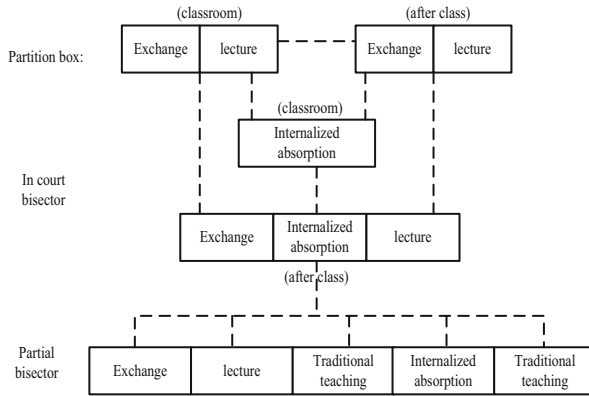 (classroom)
(after class)
Partition box:
Exchange
lecture
Exchange
lecture
(classroom)
Internalized
absorption
In court
bisector
Exchange
Internalized
absorption
lecture
(after class)
Partial
bisector
Exchange
lecture
Traditional
teaching
Internalized
absorption
Traditional
teaching